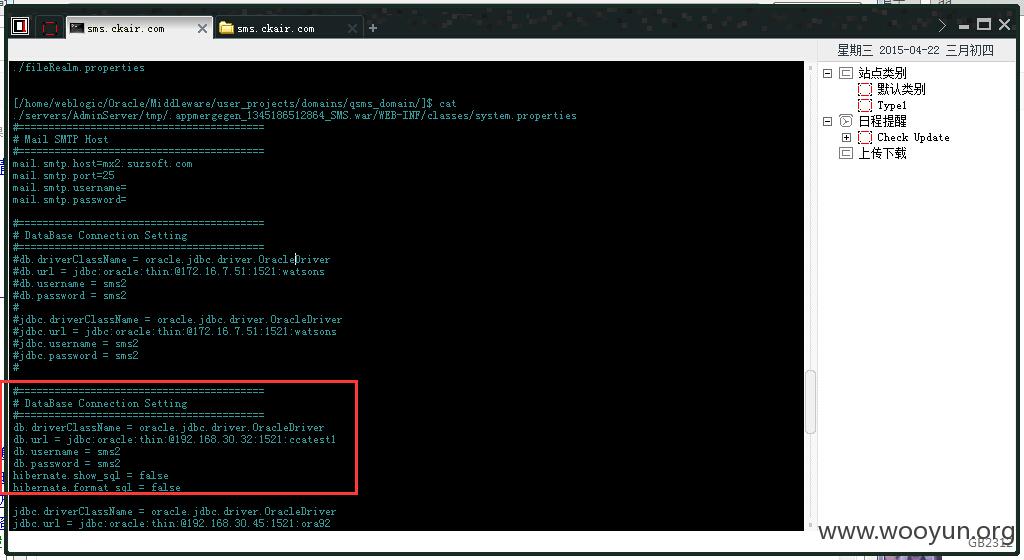 sms.ckair.com
sms.ckair.com
星期三 2015-04-22 三月初四
./fileRealm.properties
[/home/weblogic/Oracle/Middleware/user_projects/domains/qsms_domain/]$ cat
./servers/AdminServer/tmp/.appmergegen_1345186512864_SMS.war/WEB-INF/classes/system.properties
#=========================================
# Mail SMTP Host
#=========================================
mail.smtp.host=mx2.suzsoft.com
mail.smtp.port=25
mail.smtp.username=
mail.smtp.password=
#=========================================
# DataBase Connection Setting
#=========================================
#db.driverClassName = oracle.jdbc.driver.OracleDriver
#db.url = jdbc:oracle:thin:@172.16.7.51:1521:watsons
#db.username = sms2
#db.password = sms2
#
#jdbc.driverClassName = oracle.jdbc.driver.OracleDriver
#jdbc.url = jdbc:oracle:thin:@172.16.7.51:1521:watsons
#jdbc.username = sms2
#jdbc.password = sms2
#
#=========================================
# DataBase Connection Setting
#=========================================
db.driverClassName = oracle.jdbc.driver.OracleDriver
db.url = jdbc:oracle:thin:@192.168.30.32:1521:ccatest1
db.username = sms2
db.password = sms2
hibernate.show_sql = false
hibernate.format_sql = false
jdbc.driverClassName = oracle.jdbc.driver.OracleDriver
jdbc.url = jdbc:oracle:thin:@192.168.30.45:1521:ora92
站点类别
默认类别
Type1
日程提醒
Check Update
上传下载
www.wooyun.org
GB2312